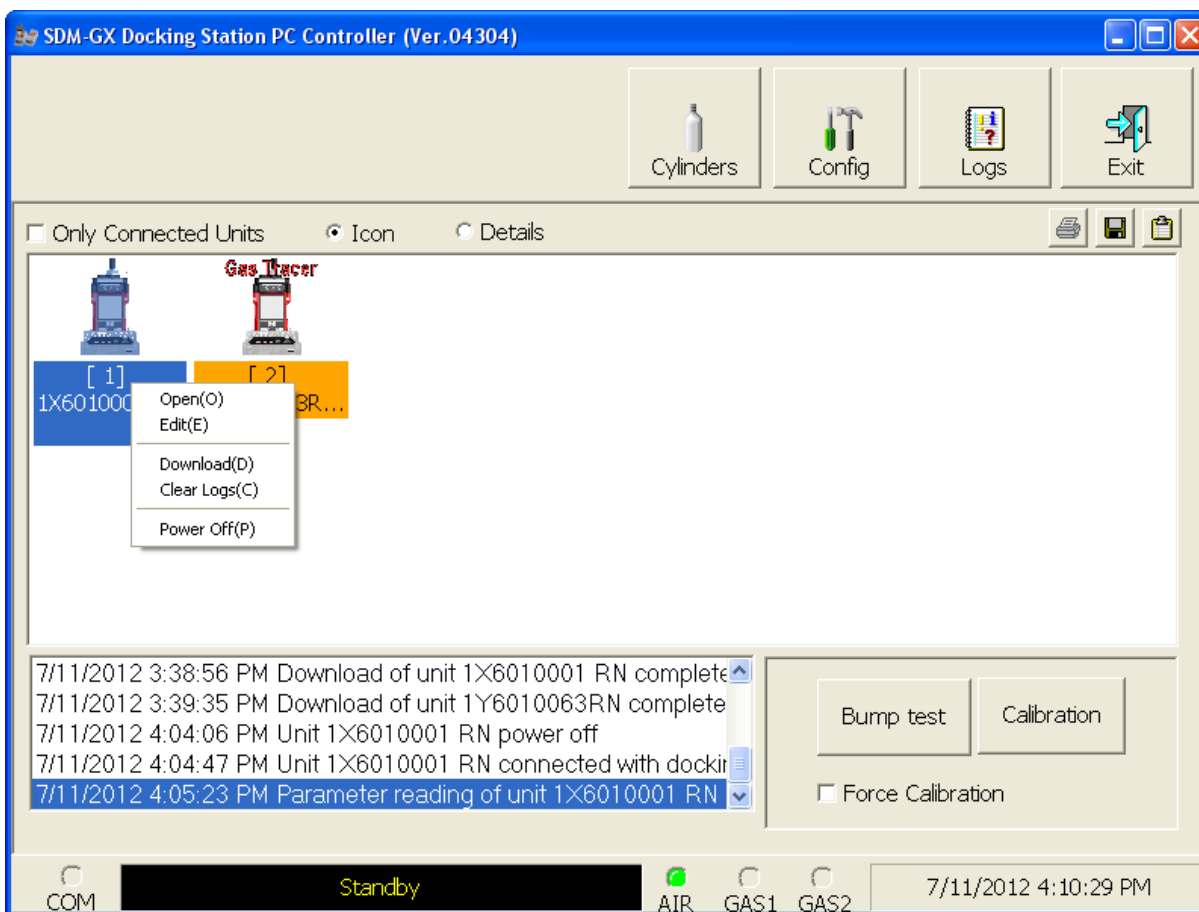 SDM-GX Docking Station PC Controller (Ver.04304)
Cylinders
Config
Logs
Exit
Only Connected Units
Icon
Details
Gas Tracer
[ 1]
[ 2]
1X601000
3R...
Open(O)
Edit(E)
Download(D)
Clear Logs(C)
Power Off(P)
7/11/2012 3:38:56 PM Download of unit 1X6010001 RN complete
7/11/2012 3:39:35 PM Download of unit 1Y6010063RN complete
7/11/2012 4:04:06 PM Unit 1X6010001 RN power off
7/11/2012 4:04:47 PM Unit 1X6010001 RN connected with dockin
7/11/2012 4:05:23 PM Parameter reading of unit 1X6010001 RN
Bump test
Calibration
Force Calibration
COM
Standby
AIR
GAS1
GAS2
7/11/2012 4:10:29 PM